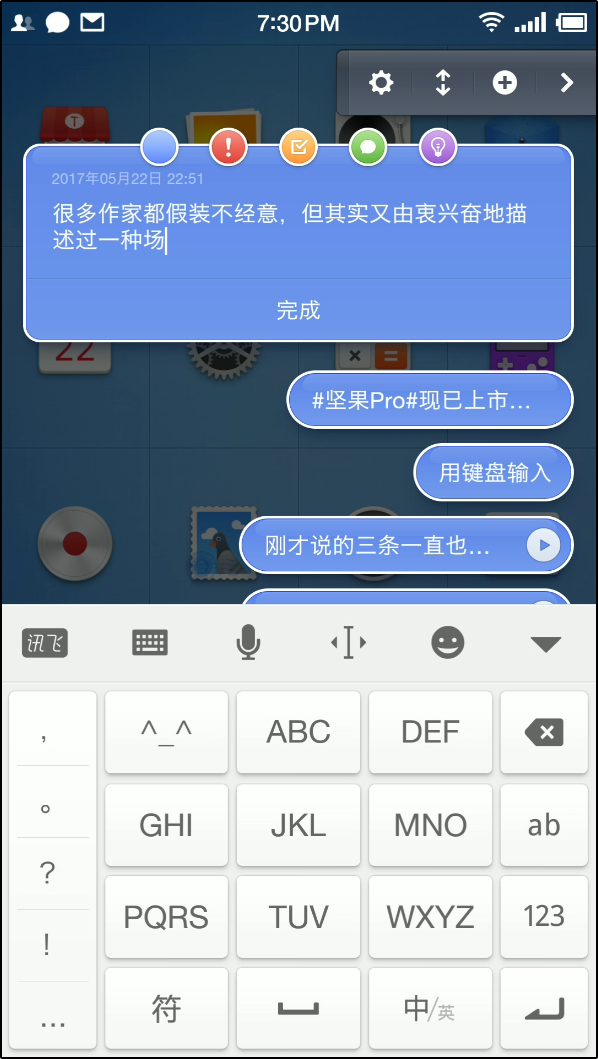 7:30PM
T
2017年05月22日 22:51
很多作家都假装不经意，但其实又由衷兴奋地描
述过一种场
完成
22
#坚果Pro#现已上市...
用键盘输入
刚才说的三条一直也...
讯飞
, ^_^ ABC DEF
。 GHI JKL MNO ab
? PQRS TUV WXYZ 123
!
... 符 中/英